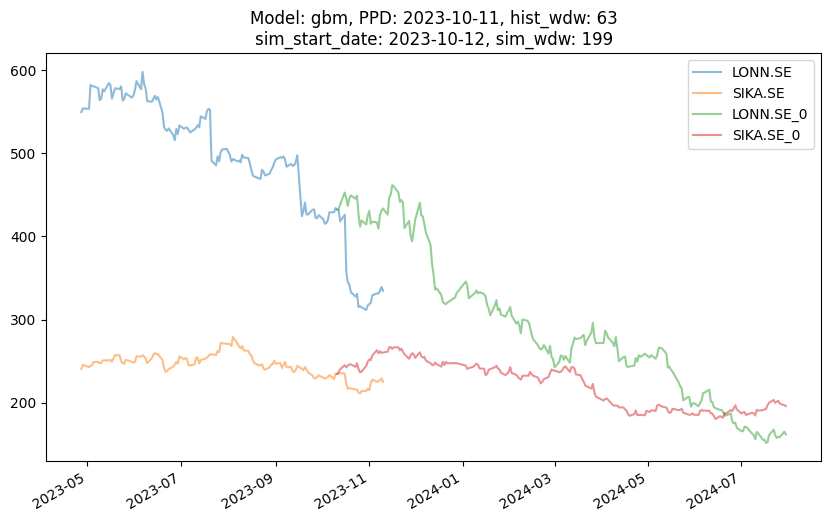 Model: gbm, PPD: 2023-10-11, hist_wdw: 63
sim_start_date: 2023-10-12, sim_wdw: 199
LONN.SE
SIKA.SE
LONN.SE_0
SIKA.SE_0
600
500
400
300
200
2023-05
2023-07
2023-09
2023-11
2024-01
2024-03
2024-05
2024-07